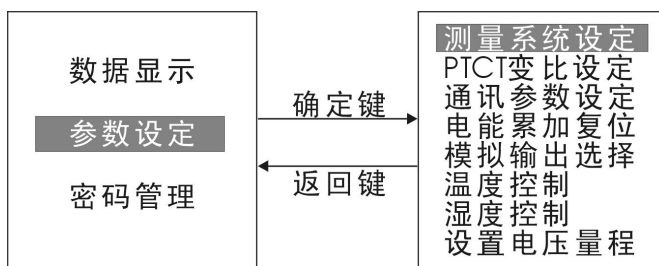 数据显示
参数设定
密码管理
确定键
返回键
测量系统设定
PTCT变比设定
通讯参数设定
电能累加复位
模拟输出选择
温度控制
湿度控制
设置电压量程